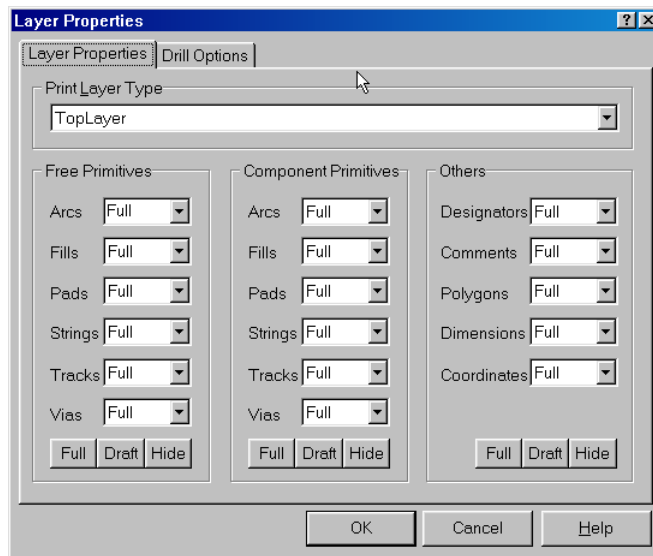 Layer Properties
Layer Properties Drill Options
Print Layer Type
TopLayer
Free Primitives
Arcs Full
Fills Full
Pads Full
Strings Full
Tracks Full
Vias Full
Full Draft Hide
Component Primitives
Arcs Full
Fills Full
Pads Full
Strings Full
Tracks Full
Vias Full
Full Draft Hide
Others
Designators Full
Comments Full
Polygons Full
Dimensions Full
Coordinates Full
Full Draft Hide
OK Cancel Help